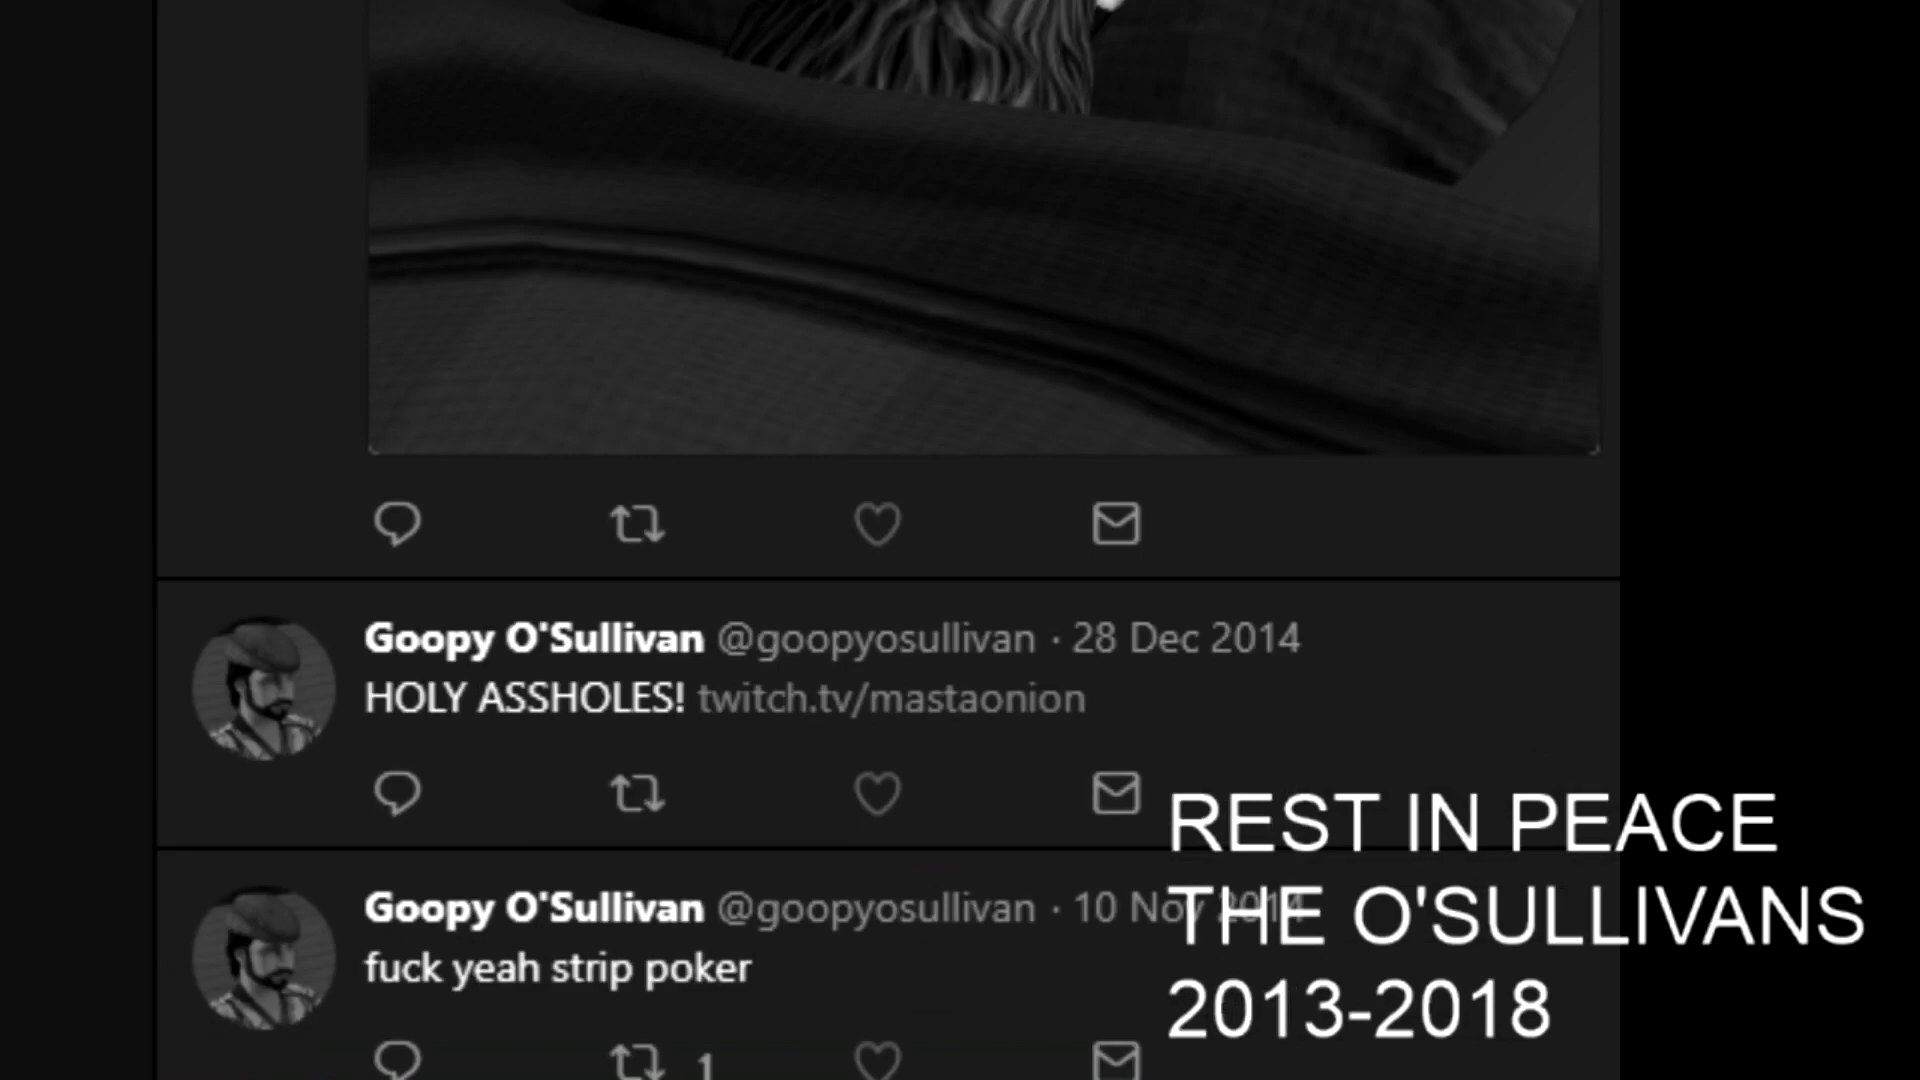 Goopy O'Sullivan @goopyosullivan · 28 Dec 2014
HOLY ASSHOLES! twitch.tv/mastaonion
Goopy O'Sullivan @goopyosullivan · 10 Nov 2014
fuck yeah strip poker
1
REST IN PEACE
THE O'SULLIVANS
2013-2018